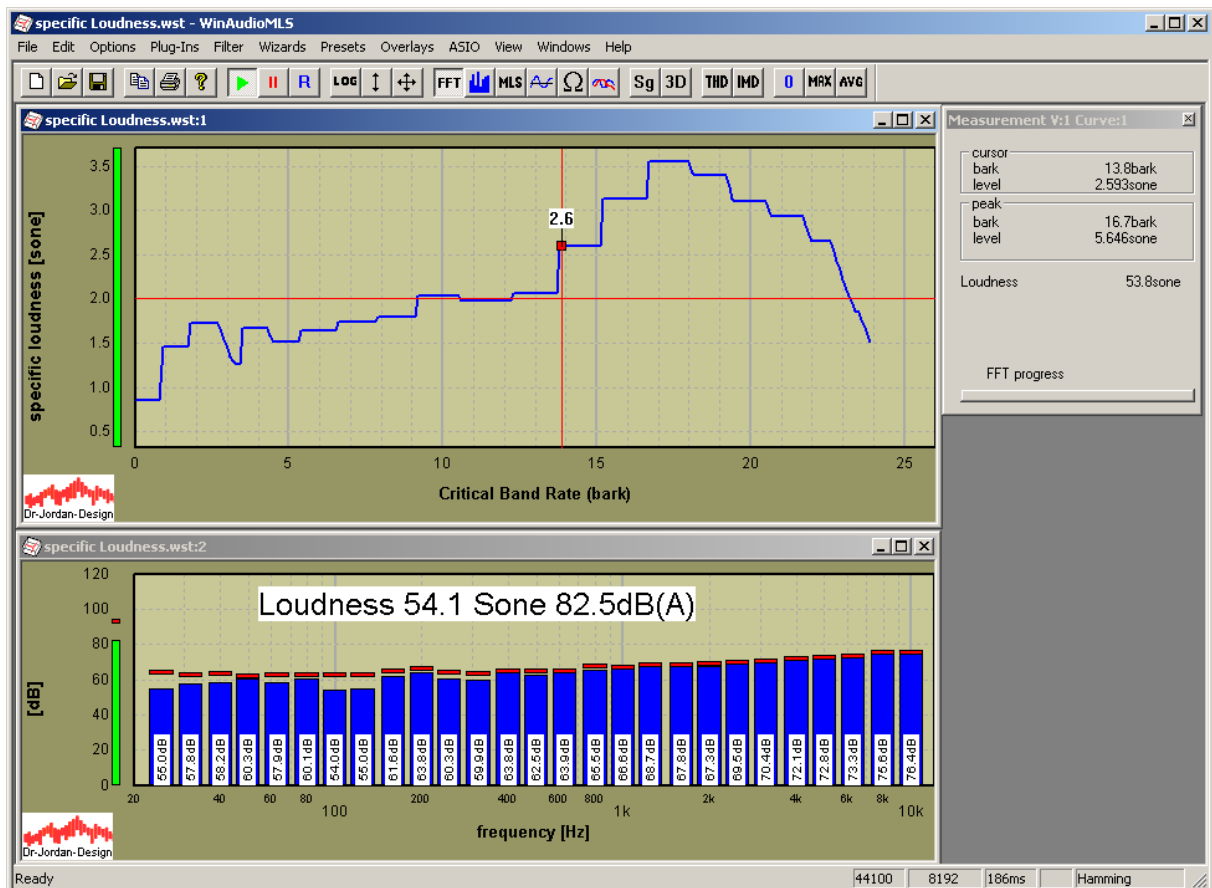 specific Loudness.wst - WinAudioMLS
File Edit Options Plug-Ins Filter Wizards Presets Overlays ASIO View Windows Help
R LOG FFT MLS Ω Sg 3D THD IMD 0 MAX AVG
specific Loudness.wst:1
specific loudness [sone]
3.5
3.0
2.5
2.0
1.5
1.0
0.5
2.6
0 5 10 15 20 25
Critical Band Rate (bark)
Dr-Jordan-Design
Measurement V:1 Curve:1
cursor
bark 13.8bark
level 2.593sone
peak
bark 16.7bark
level 5.646sone
Loudness 53.8sone
FFT progress
specific Loudness.wst:2
[dB]
120
100
80
60
40
20
0
Loudness 54.1 Sone 82.5dB(A)
55.0dB 57.8dB 58.2dB 60.3dB 57.9dB 60.1dB 54.0dB 55.0dB 61.6dB 63.8dB 60.3dB 59.9dB 63.8dB 62.5dB 63.9dB 65.5dB 66.6dB 68.7dB 67.8dB 67.3dB 69.5dB 70.4dB 72.1dB 72.8dB 73.3dB 75.6dB 76.4dB
20 40 60 80 100 200 400 600 800 1k 2k 4k 6k 8k 10k
frequency [Hz]
Dr-Jordan-Design
Ready 44100 8192 186ms Hamming